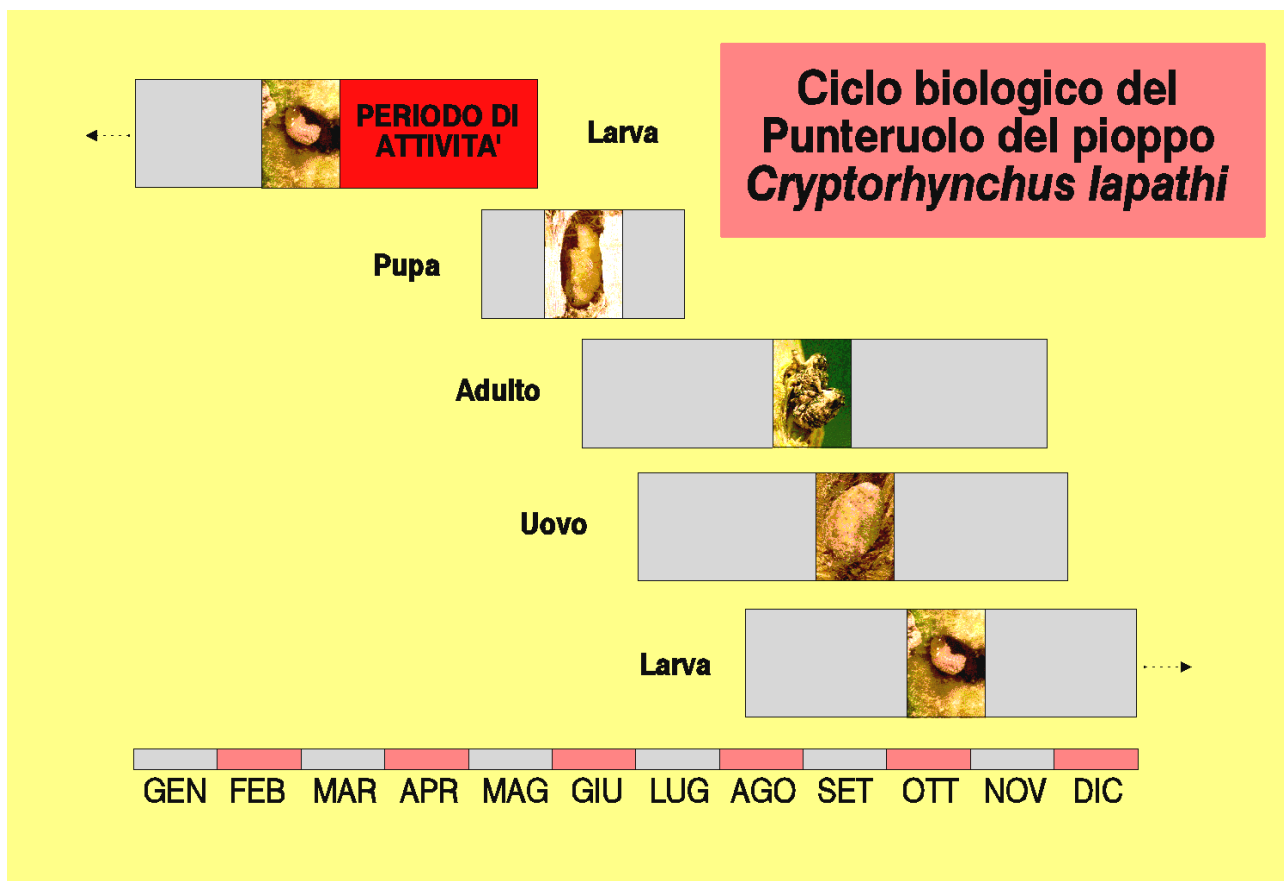 Ciclo biologico del
Punteruolo del pioppo
Cryptorhynchus lapathi
PERIODO DI
ATTIVITA'
Larva
Pupa
Adulto
Uovo
Larva
GEN FEB MAR APR MAG GIU LUG AGO SET OTT NOV DIC